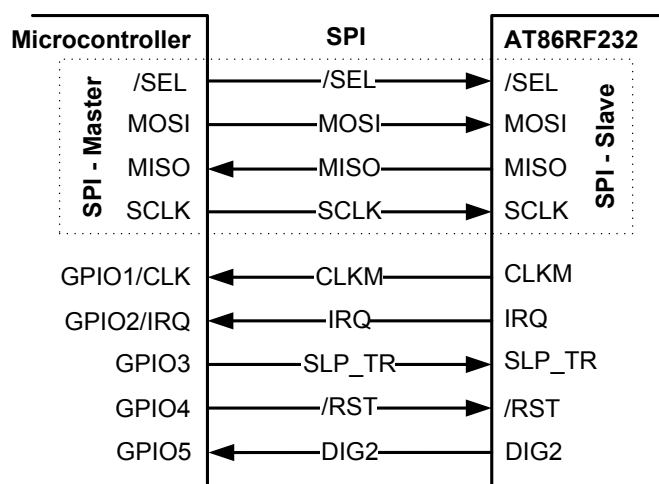 Microcontroller SPI AT86RF232
SPI - Master
SPI - Slave
/SEL /SEL /SEL
MOSI MOSI MOSI
MISO MISO MISO
SCLK SCLK SCLK
GPIO1/CLK CLKM CLKM
GPIO2/IRQ IRQ IRQ
GPIO3 SLP_TR SLP_TR
GPIO4 /RST /RST
GPIO5 DIG2 DIG2